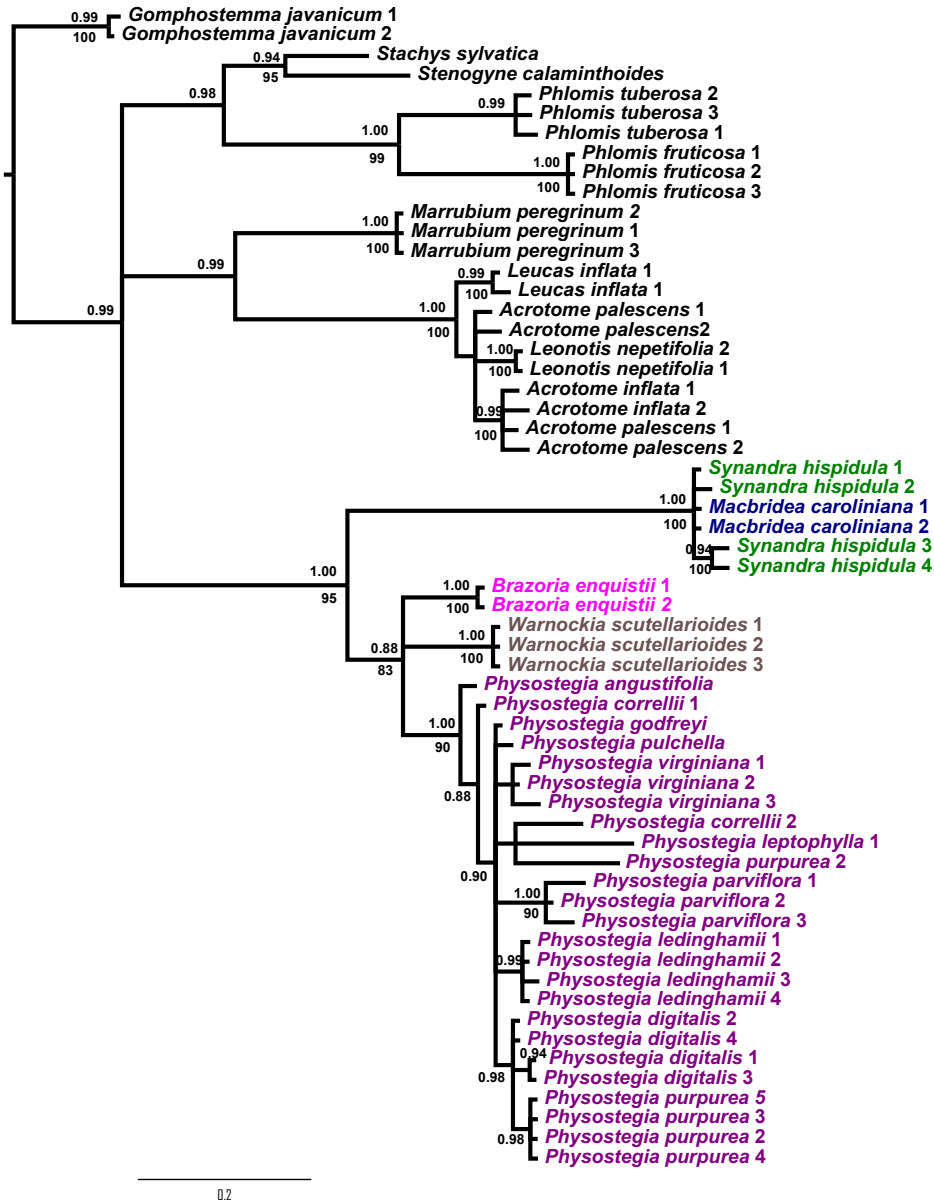 0.99
Gomphostemma javanicum 1
100
Gomphostemma javanicum 2
0.94
Stachys sylvatica
95
Stenogyne calaminthoides
0.98
0.99
Phlomis tuberosa 2
Phlomis tuberosa 3
Phlomis tuberosa 1
1.00
99
Phlomis fruticosa 1
1.00
Phlomis fruticosa 2
100
Phlomis fruticosa 3
Marrubium peregrinum 2
1.00
Marrubium peregrinum 1
100
Marrubium peregrinum 3
0.99
0.99
Leucas inflata 1
100
Leucas inflata 1
1.00
100
Acrotome palescens 1
Acrotome palescens2
1.00
Leonotis nepetifolia 2
100
Leonotis nepetifolia 1
Acrotome inflata 1
0.99
Acrotome inflata 2
100
Acrotome palescens 1
Acrotome palescens 2
0.99
Synandra hispidula 1
1.00
Synandra hispidula 2
Macbridea caroliniana 1
100
Macbridea caroliniana 2
0.94
Synandra hispidula 3
100
Synandra hispidula 4
1.00
95
1.00
Brazoria enquistii 1
100
Brazoria enquistii 2
Warnockia scutellarioides 1
1.00
Warnockia scutellarioides 2
100
Warnockia scutellarioides 3
0.88
83
Physostegia angustifolia
Physostegia correllii 1
1.00
90
Physostegia godfreyi
Physostegia pulchella
Physostegia virginiana 1
Physostegia virginiana 2
0.88
Physostegia virginiana 3
Physostegia correllii 2
Physostegia leptophylla 1
Physostegia purpurea 2
0.90
Physostegia parviflora 1
1.00
Physostegia parviflora 2
90
Physostegia parviflora 3
Physostegia ledinghamii 1
0.99
Physostegia ledinghamii 2
Physostegia ledinghamii 3
Physostegia ledinghamii 4
Physostegia digitalis 2
Physostegia digitalis 4
0.94
Physostegia digitalis 1
0.98
Physostegia digitalis 3
Physostegia purpurea 5
Physostegia purpurea 3
0.98
Physostegia purpurea 2
Physostegia purpurea 4
0.2